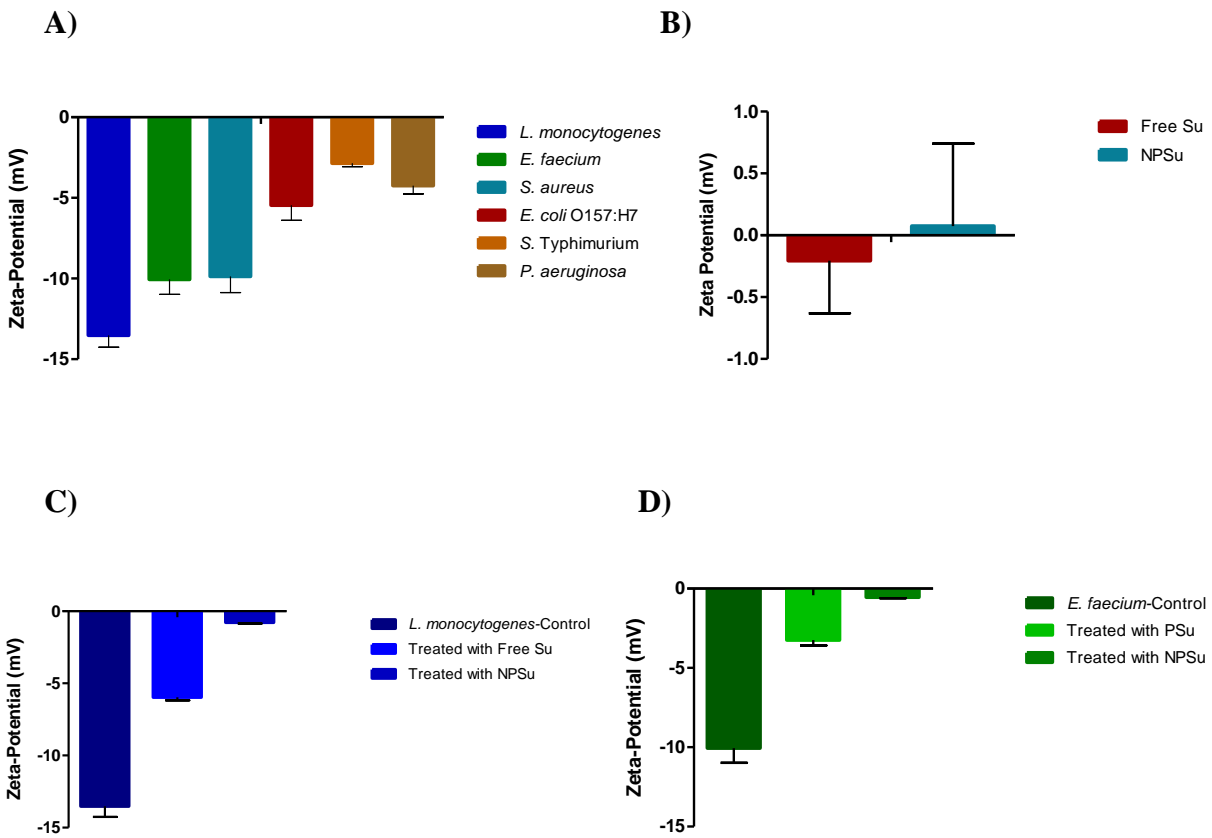 A)
Zeta-Potential (mV)
0
-5
-10
-15
L. monocytogenes
E. faecium
S. aureus
E. coli O157:H7
S. Typhimurium
P. aeruginosa
B)
Zeta Potential (mV)
1.0
0.5
0.0
-0.5
-1.0
Free Su
NPSu
C)
Zeta-Potential (mV)
0
-5
-10
-15
L. monocytogenes-Control
Treated with Free Su
Treated with NPSu
D)
Zeta-Potential (mV)
0
-5
-10
-15
E. faecium-Control
Treated with PSu
Treated with NPSu